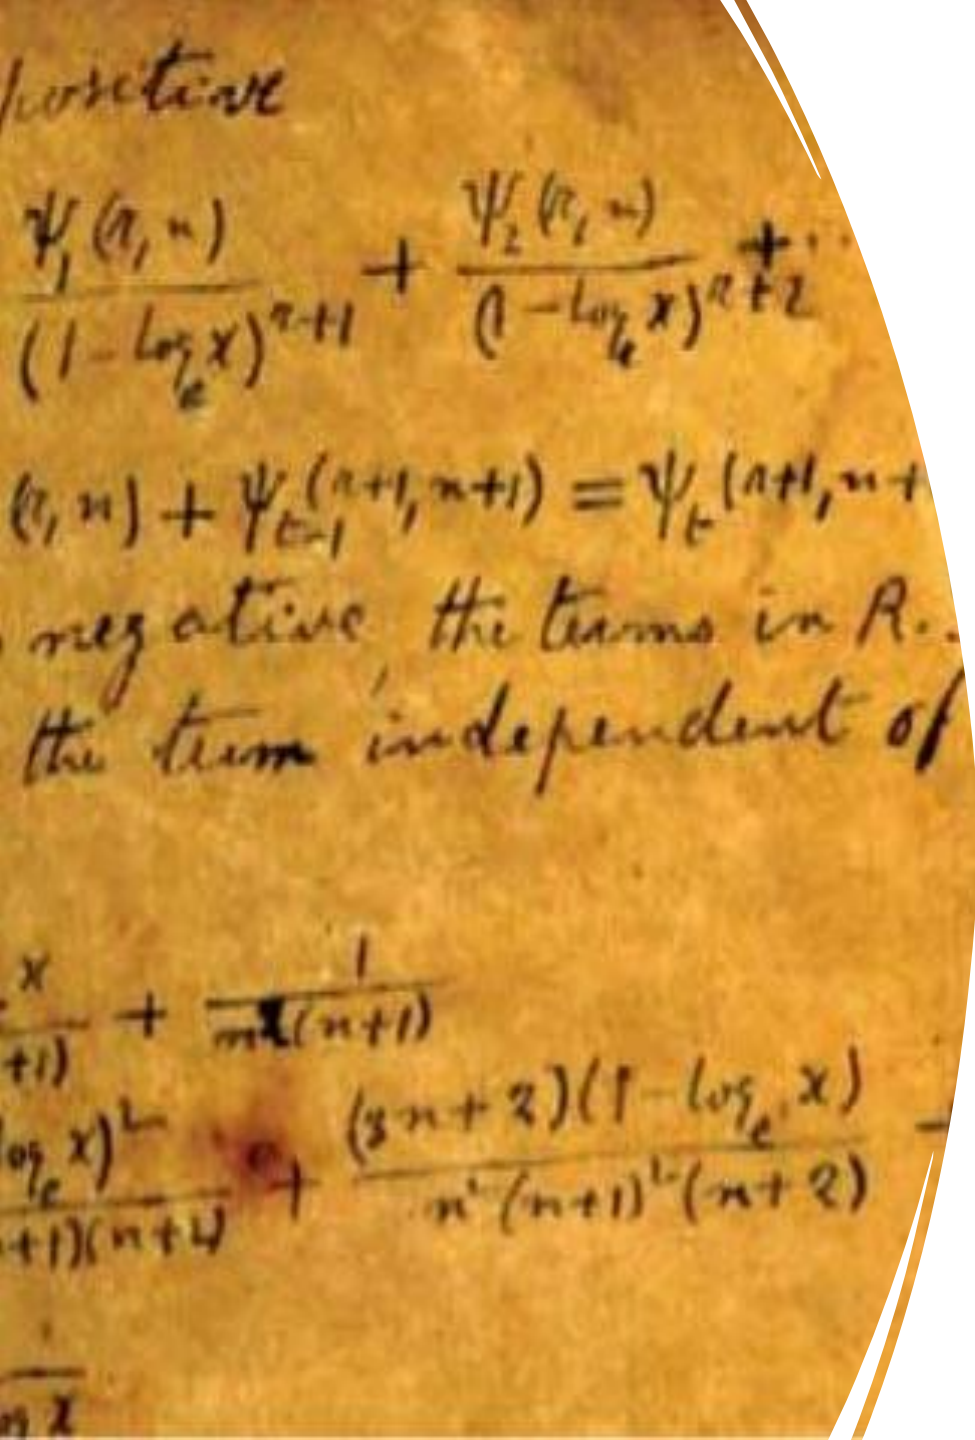 positive
ψ₁(r, n)/(1 - log_e x)^{r+1} + ψ₂(r, n)/(1 - log_e x)^{r+2} + ··
(r, n) + ψ_{t-1}(r+1, n+1) = ψ_t(r+1, n+
negative, the terms in R..
the term independent of
x/+1) + 1/n(n+1)
log_e x)²/+1)(n+2) + (3n+2)(1 - log_e x)/n²(n+1)²(n+2) -
x